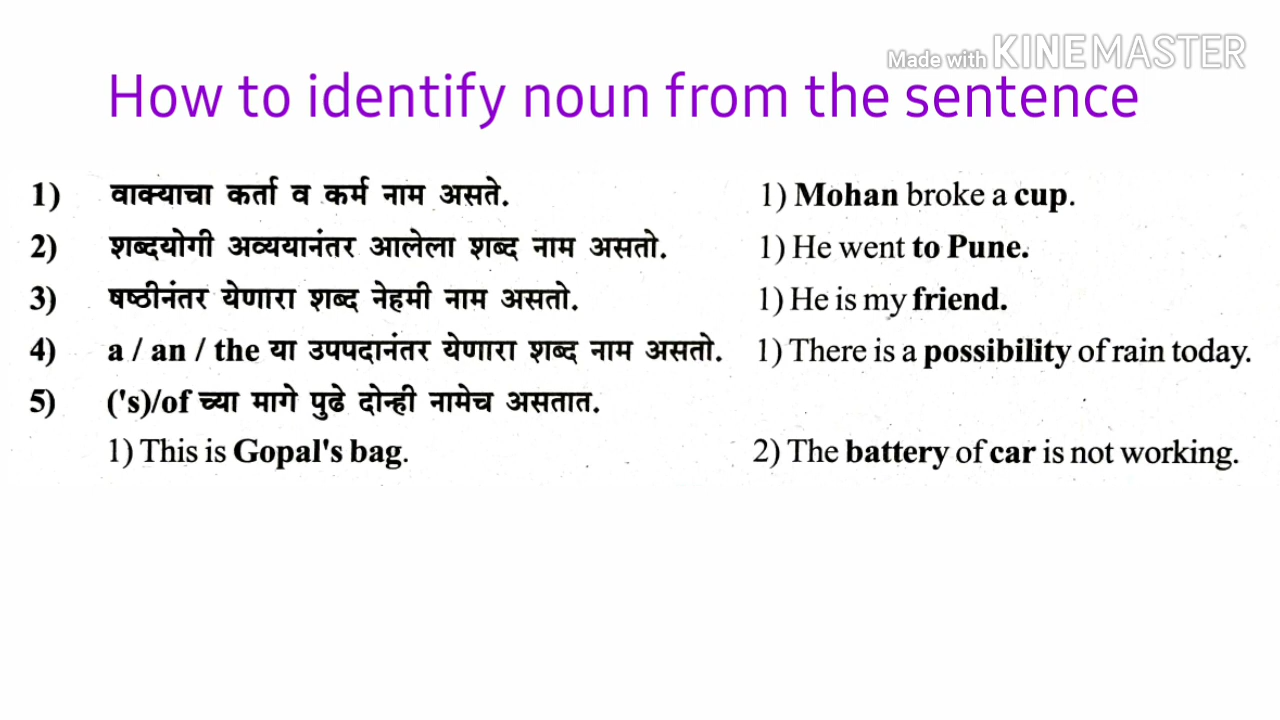 Made with KINEMASTER
How to identify noun from the sentence
1) वाक्याचा कर्ता व कर्म नाम असते. 1) Mohan broke a cup.
2) शब्दयोगी अव्ययानंतर आलेला शब्द नाम असतो. 1) He went to Pune.
3) षष्ठीनंतर येणारा शब्द नेहमी नाम असतो. 1) He is my friend.
4) a / an / the या उपपदानंतर येणारा शब्द नाम असतो. 1) There is a possibility of rain today.
5) ('s)/of च्या मागे पुढे दोन्ही नामेच असतात.
1) This is Gopal's bag. 2) The battery of car is not working.